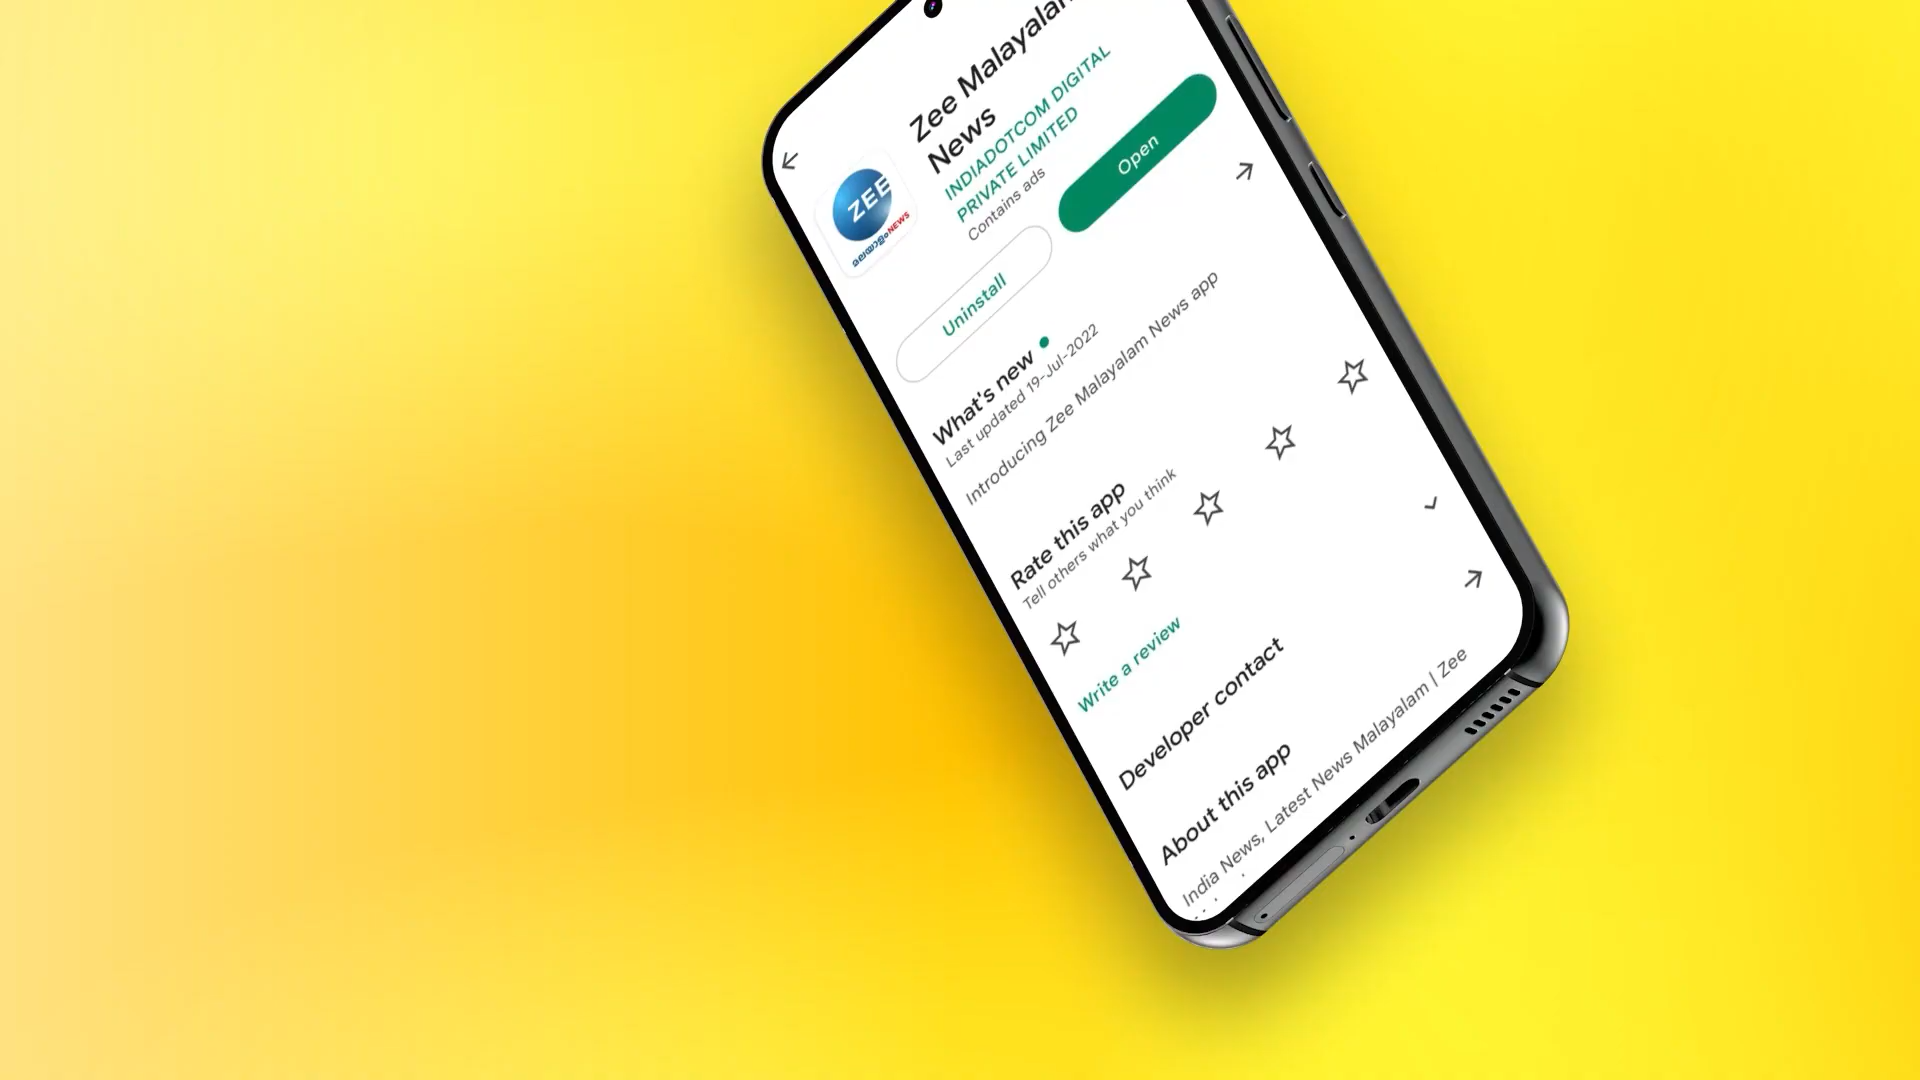 Zee Malayalam
News
INDIADOTCOM DIGITAL
PRIVATE LIMITED
Contains ads
ZEE
മലയാളംNEWS
Uninstall
Open
What's new
Last updated 19-Jul-2022
Introducing Zee Malayalam News app
Rate this app
Tell others what you think
Write a review
Developer contact
About this app
India News, Latest News Malayalam | Zee